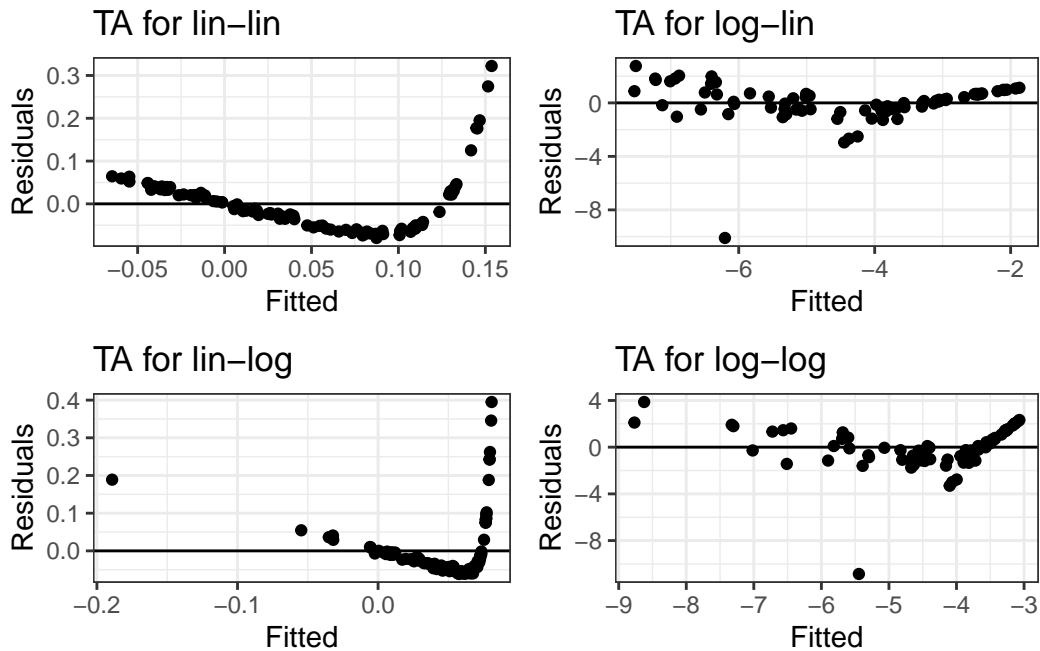 TA for lin−lin
Residuals
0.3
0.2
0.1
0.0
−0.05 0.00 0.05 0.10 0.15
Fitted
TA for log−lin
Residuals
0
−4
−8
−6 −4 −2
Fitted
TA for lin−log
Residuals
0.4
0.3
0.2
0.1
0.0
−0.2 −0.1 0.0
Fitted
TA for log−log
Residuals
4
0
−4
−8
−9 −8 −7 −6 −5 −4 −3
Fitted